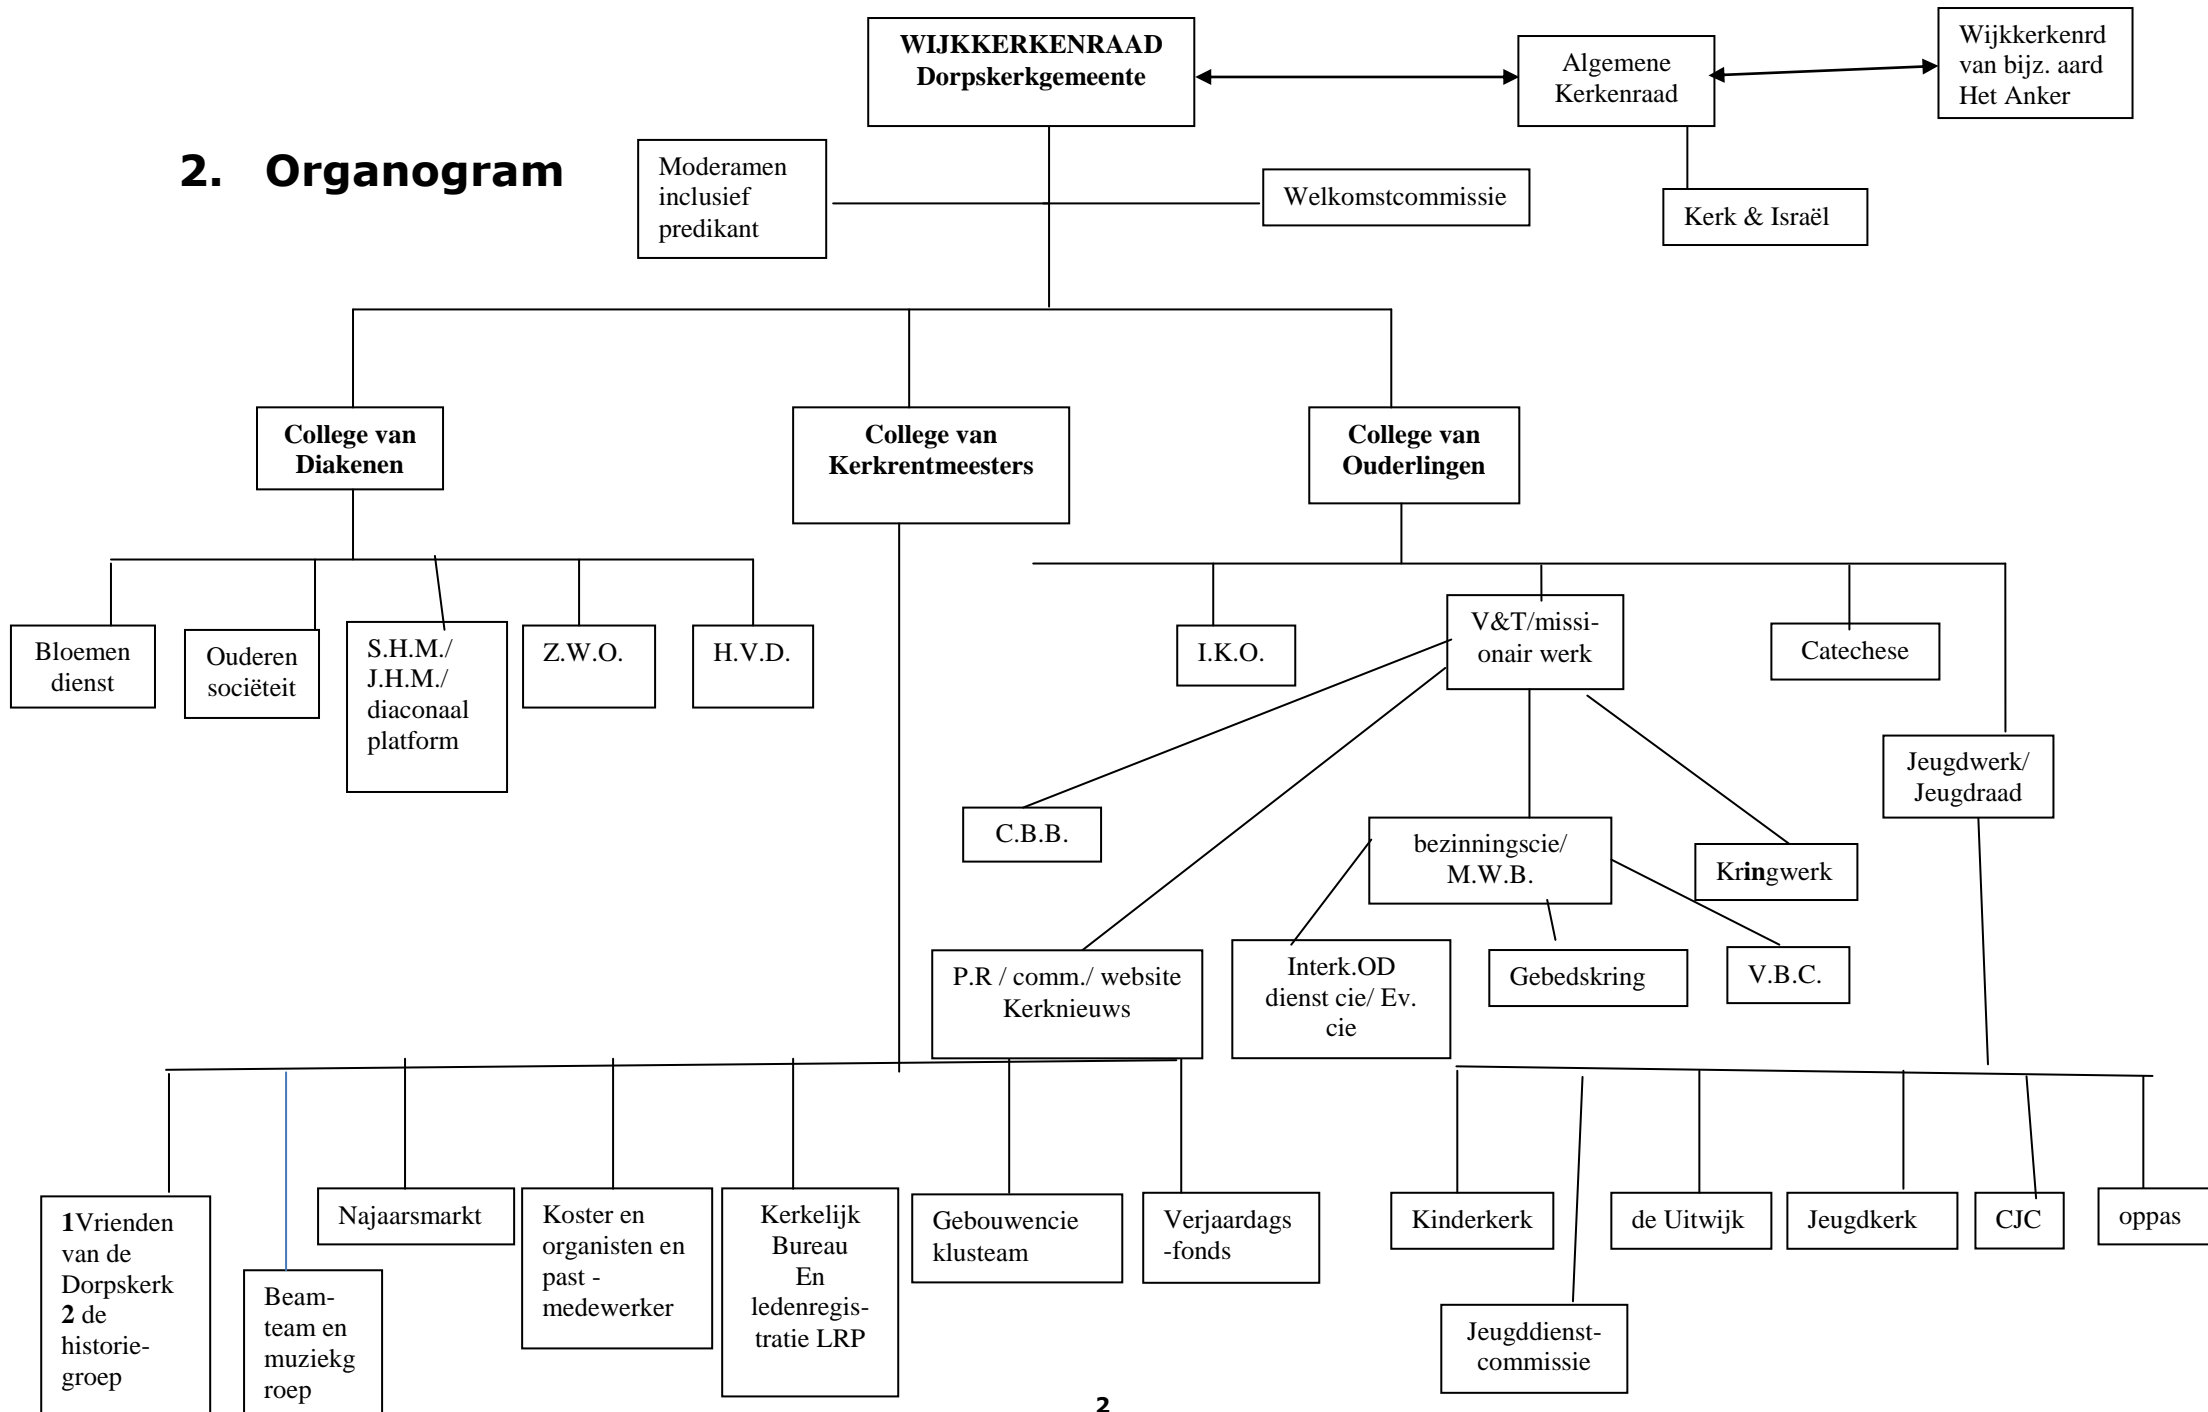 WIJKKERKENRAAD
Dorpskerkgemeente
Algemene
Kerkenraad
Wijkkerkenrd
van bijz. aard
Het Anker
2. Organogram
Moderamen
inclusief
predikant
Welkomstcommissie
Kerk & Israël
College van
Diakenen
College van
Kerkrentmeesters
College van
Ouderlingen
Bloemen
dienst
Ouderen
sociëteit
S.H.M./
J.H.M./
diaconaal
platform
Z.W.O.
H.V.D.
I.K.O.
V&T/missi-
onair werk
Catechese
Jeugdwerk/
Jeugdraad
C.B.B.
bezinningscie/
M.W.B.
Kringwerk
P.R / comm./ website
Kerknieuws
Interk.OD
dienst cie/ Ev.
cie
Gebedskring
V.B.C.
1Vrienden
van de
Dorpskerk
2 de
historie-
groep
Beam-
team en
muziekg
roep
Najaarsmarkt
Koster en
organisten en
past -
medewerker
Kerkelijk
Bureau
En
ledenregis-
tratie LRP
Gebouwencie
klusteam
Verjaardags
-fonds
Kinderkerk
Jeugddienst-
commissie
de Uitwijk
Jeugdkerk
CJC
oppas
2